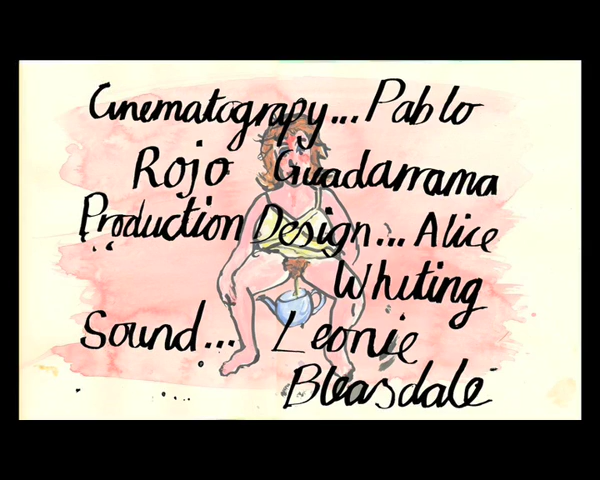 Cinematograpy... Pablo
Rojo Guadarrama
Production Design... Alice
Whiting
Sound... Leonie
Bleasdale